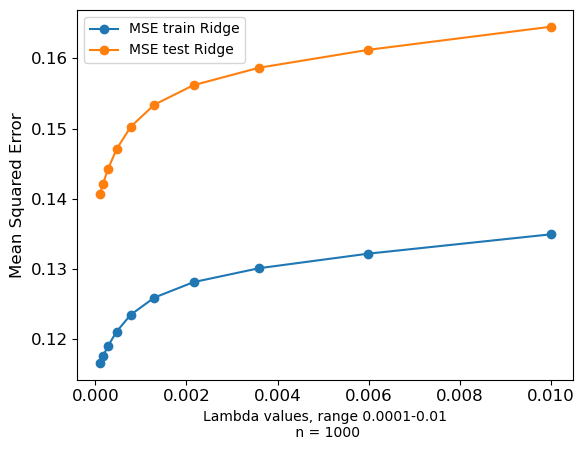 MSE train Ridge
MSE test Ridge
Mean Squared Error
0.16
0.15
0.14
0.13
0.12
0.000 0.002 0.004 0.006 0.008 0.010
Lambda values, range 0.0001-0.01
n = 1000